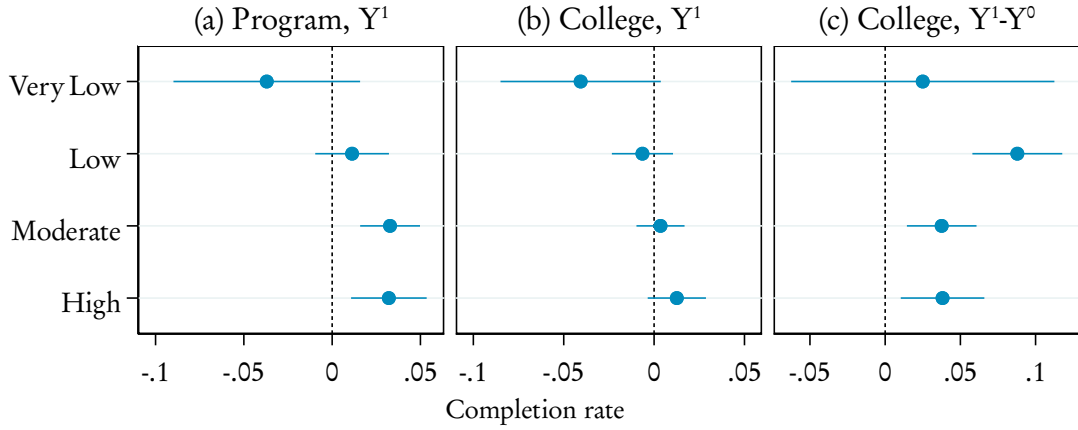 (a) Program, Y¹
(b) College, Y¹
(c) College, Y¹-Y⁰
Very Low
Low
Moderate
High
-.1 -.05 0 .05
-.1 -.05 0 .05
-.05 0 .05 .1
Completion rate